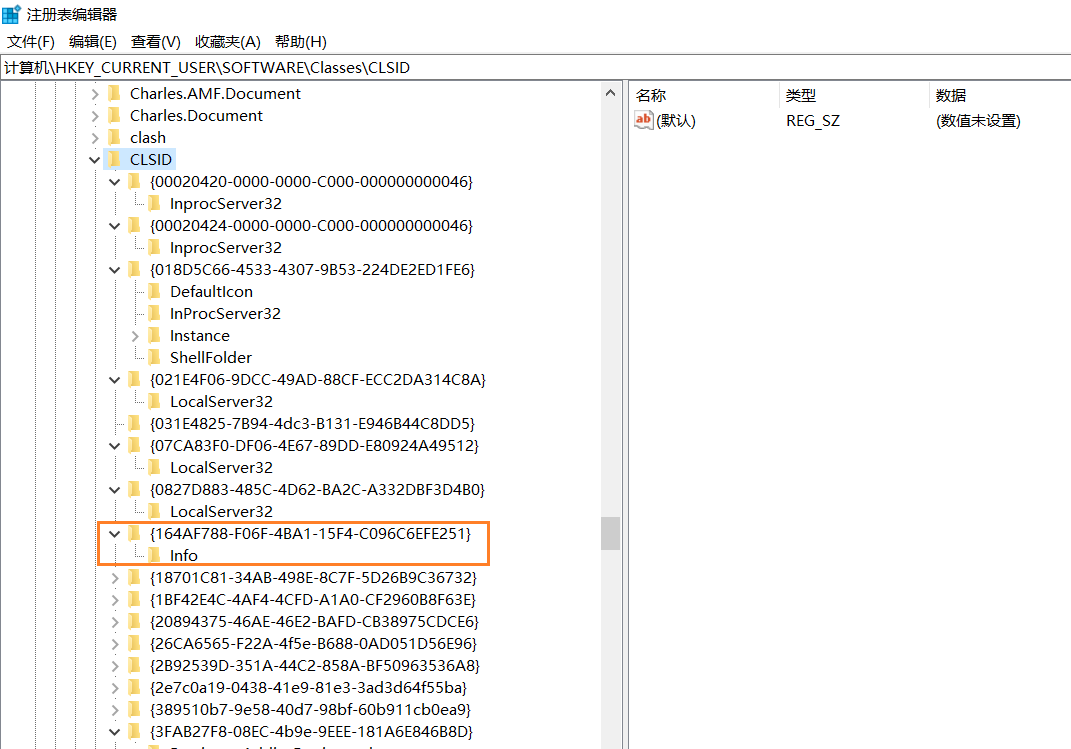 注册表编辑器
文件(F) 编辑(E) 查看(V) 收藏夹(A) 帮助(H)
计算机\HKEY_CURRENT_USER\SOFTWARE\Classes\CLSID
Charles.AMF.Document
Charles.Document
clash
CLSID
{00020420-0000-0000-C000-000000000046}
InprocServer32
{00020424-0000-0000-C000-000000000046}
InprocServer32
{018D5C66-4533-4307-9B53-224DE2ED1FE6}
DefaultIcon
InProcServer32
Instance
ShellFolder
{021E4F06-9DCC-49AD-88CF-ECC2DA314C8A}
LocalServer32
{031E4825-7B94-4dc3-B131-E946B44C8DD5}
{07CA83F0-DF06-4E67-89DD-E80924A49512}
LocalServer32
{0827D883-485C-4D62-BA2C-A332DBF3D4B0}
LocalServer32
{164AF788-F06F-4BA1-15F4-C096C6EFE251}
Info
{18701C81-34AB-498E-8C7F-5D26B9C36732}
{1BF42E4C-4AF4-4CFD-A1A0-CF2960B8F63E}
{20894375-46AE-46E2-BAFD-CB38975CDCE6}
{26CA6565-F22A-4f5e-B688-0AD051D56E96}
{2B92539D-351A-44C2-858A-BF50963536A8}
{2e7c0a19-0438-41e9-81e3-3ad3d64f55ba}
{389510b7-9e58-40d7-98bf-60b911cb0ea9}
{3FAB27F8-08EC-4b9e-9EEE-181A6E846B8D}
名称 类型 数据
ab (默认) REG_SZ (数值未设置)